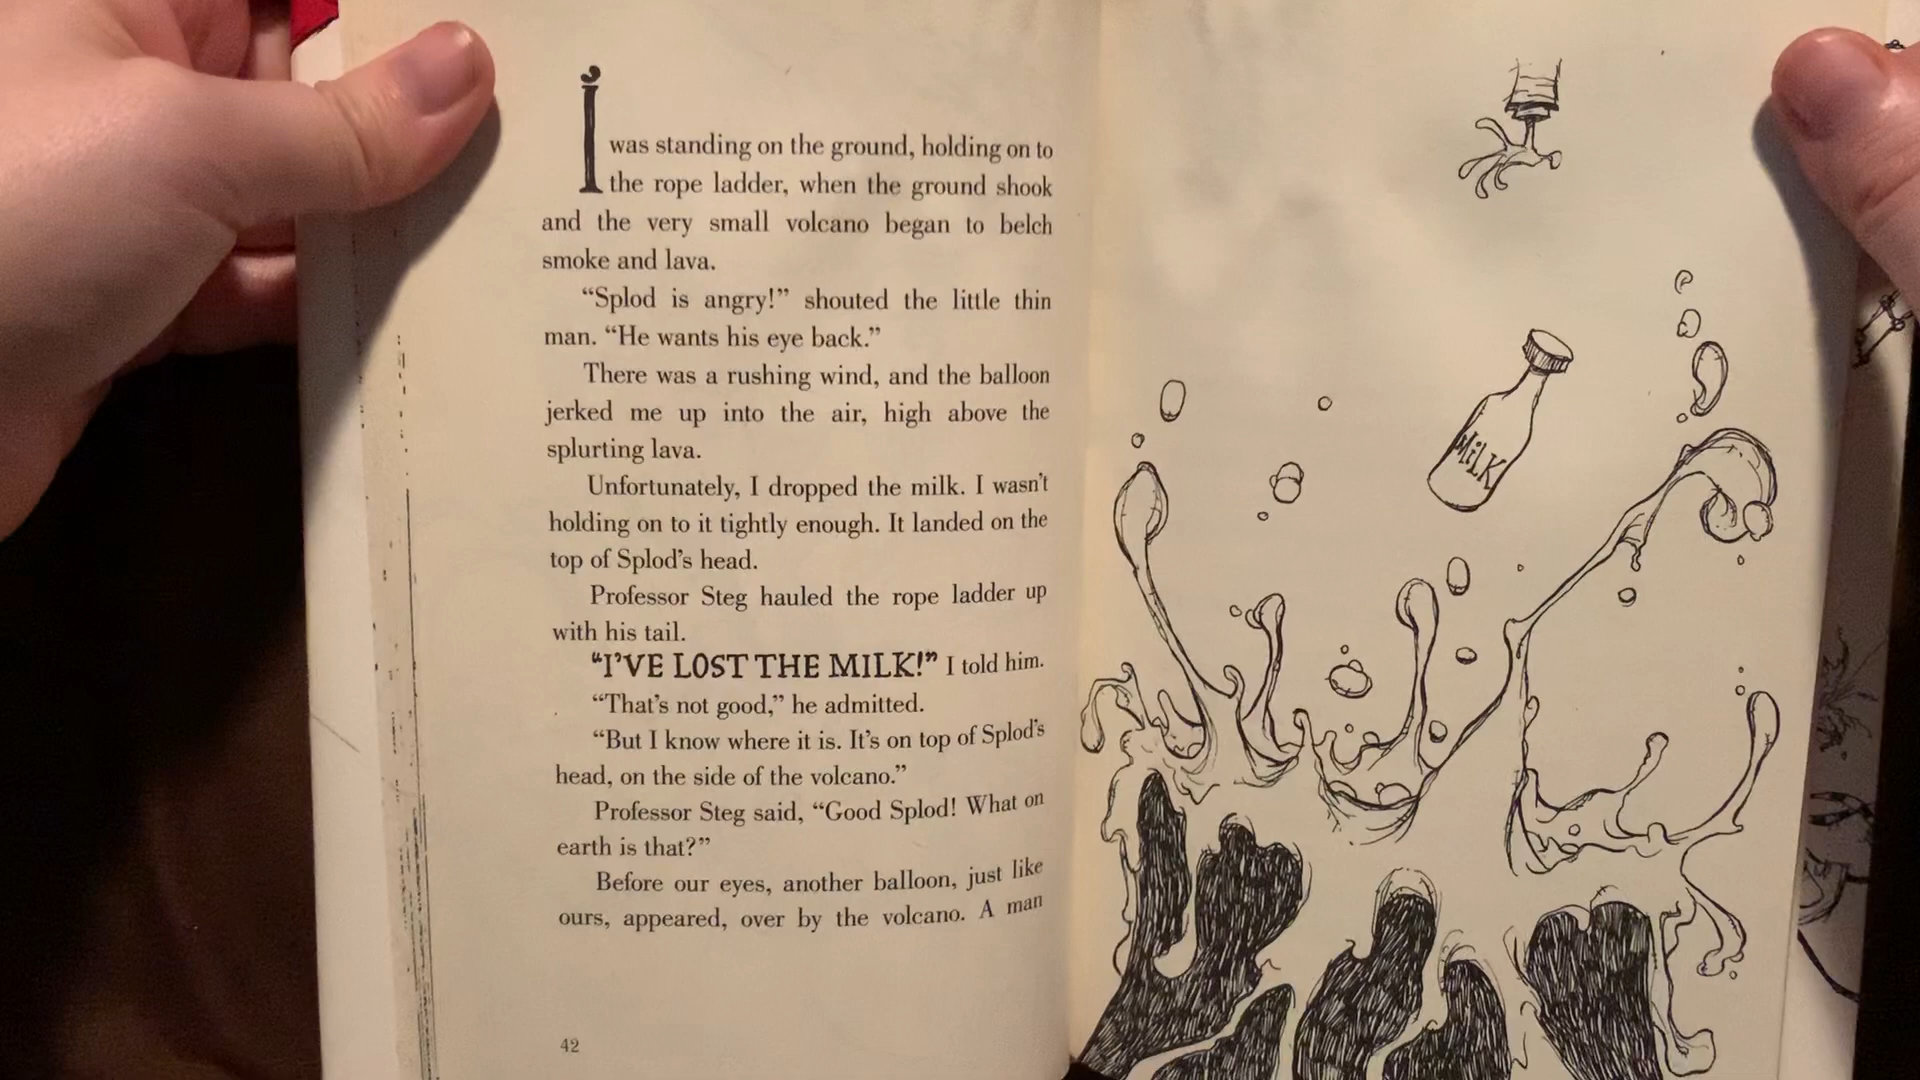 I was standing on the ground, holding on to
the rope ladder, when the ground shook
and the very small volcano began to belch
smoke and lava.
“Splod is angry!” shouted the little thin
man. “He wants his eye back.”
There was a rushing wind, and the balloon
jerked me up into the air, high above the
splurting lava.
Unfortunately, I dropped the milk. I wasn’t
holding on to it tightly enough. It landed on the
top of Splod’s head.
Professor Steg hauled the rope ladder up
with his tail.
“I’VE LOST THE MILK!” I told him.
“That’s not good,” he admitted.
“But I know where it is. It’s on top of Splod’s
head, on the side of the volcano.”
Professor Steg said, “Good Splod! What on
earth is that?”
Before our eyes, another balloon, just like
ours, appeared, over by the volcano. A man
42
MiLK